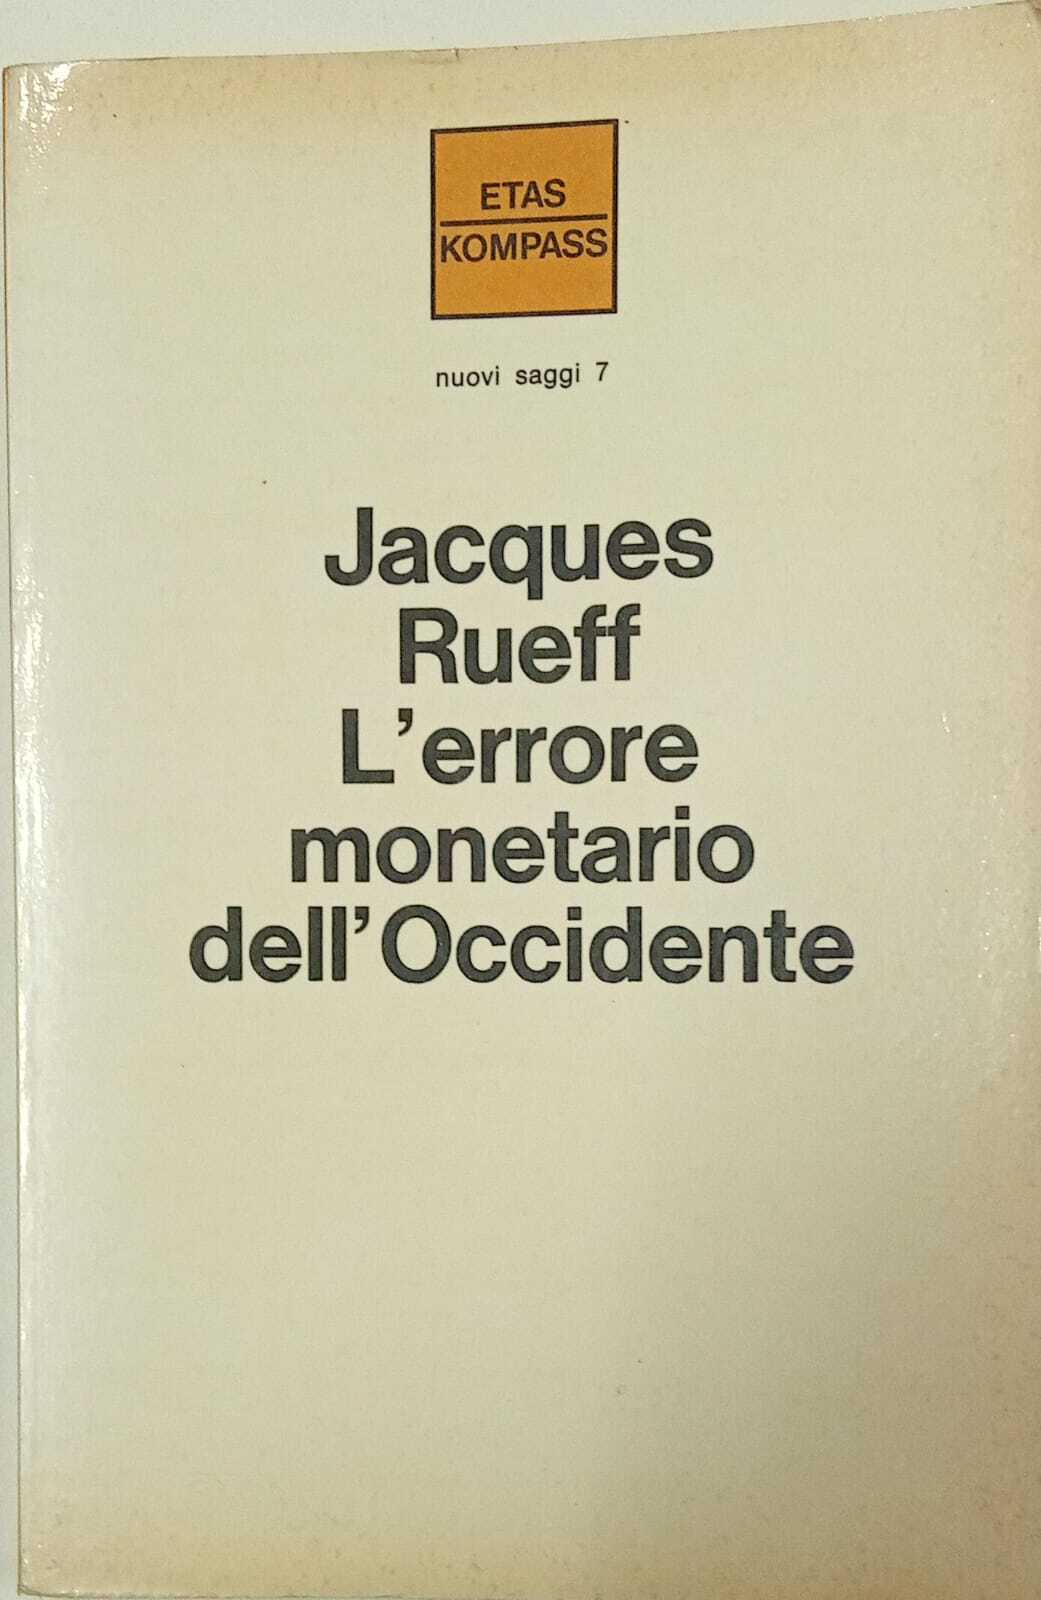 ETAS
KOMPASS
nuovi saggi 7
Jacques
Rueff
L'errore
monetario
dell'Occidente